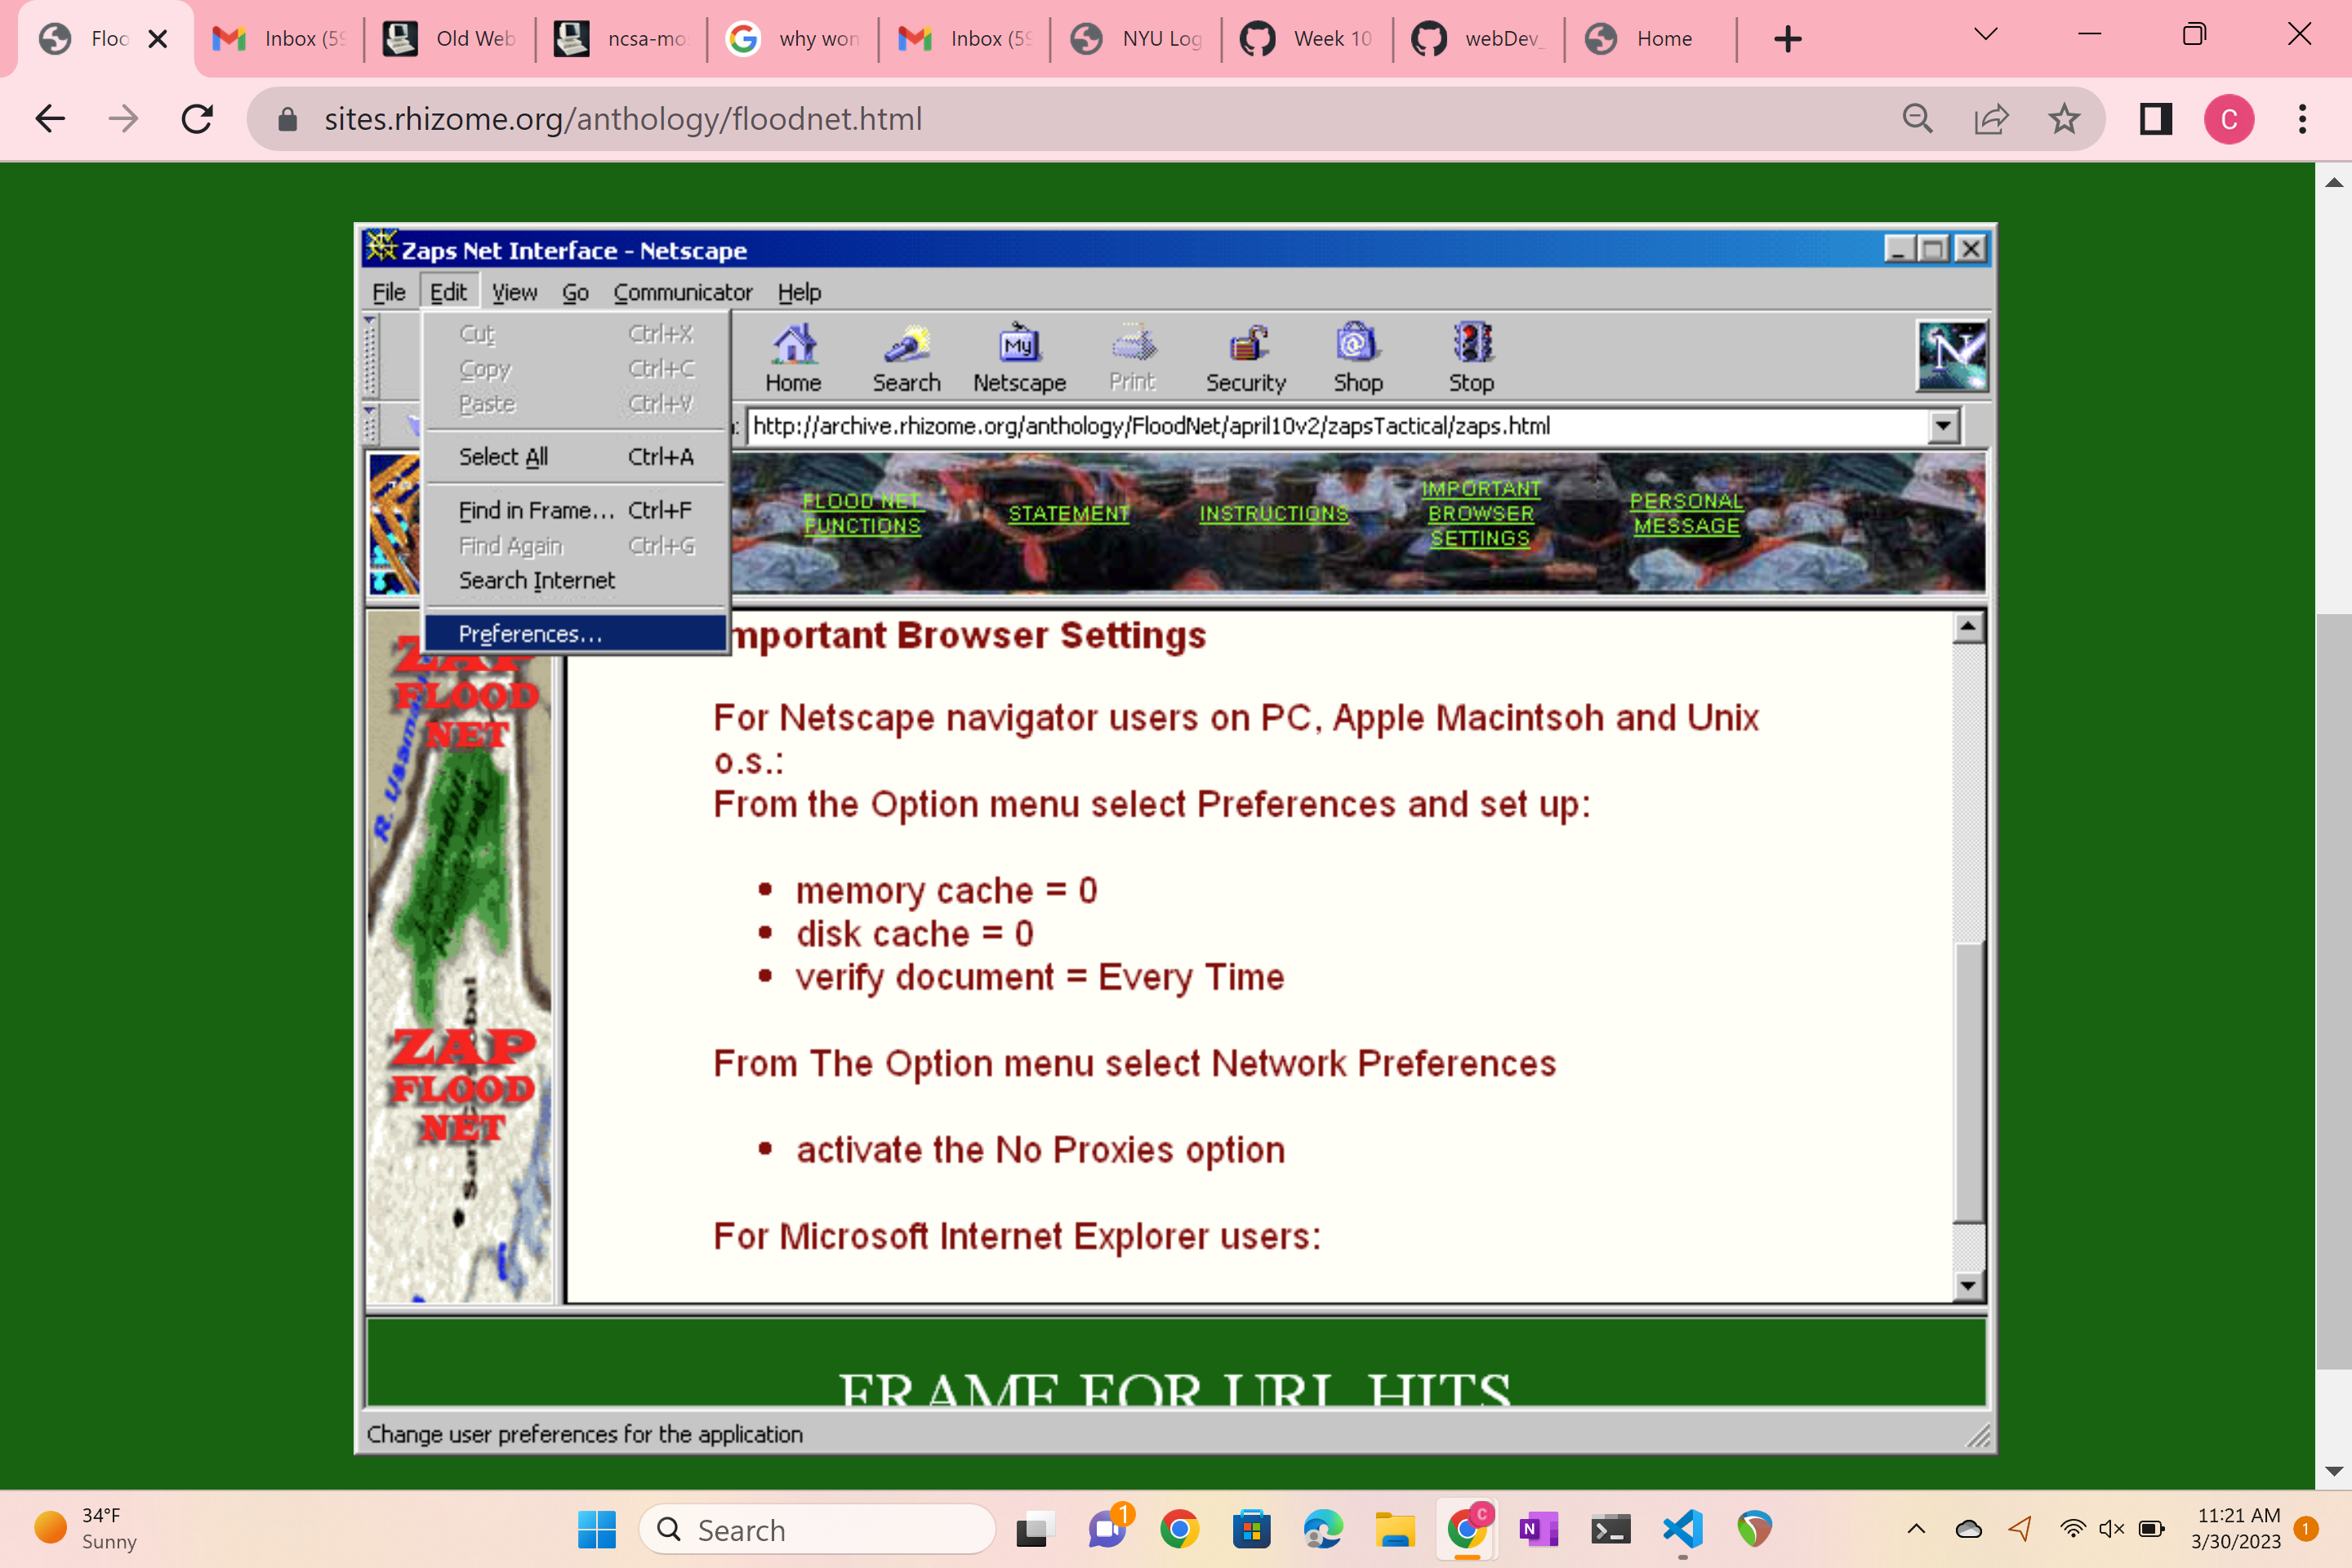 Floo
Inbox (59
Old Web
ncsa-mo
why won
Inbox (59
NYU Log
Week 10
webDev_
Home
sites.rhizome.org/anthology/floodnet.html
C
Zaps Net Interface - Netscape
File Edit View Go Communicator Help
Cut Ctrl+X
Copy Ctrl+C
Paste Ctrl+V
Select All Ctrl+A
Find in Frame... Ctrl+F
Find Again Ctrl+G
Search Internet
Preferences...
My
N
Home Search Netscape Print Security Shop Stop
http://archive.rhizome.org/anthology/FloodNet/april10v2/zapsTactical/zaps.html
FLOOD NET
FUNCTIONS
STATEMENT
INSTRUCTIONS
IMPORTANT
BROWSER
SETTINGS
PERSONAL
MESSAGE
ZAP
FLOOD
NET
ZAP
FLOOD
NET
mportant Browser Settings
For Netscape navigator users on PC, Apple Macintsoh and Unix
o.s.:
From the Option menu select Preferences and set up:
• memory cache = 0
• disk cache = 0
• verify document = Every Time
From The Option menu select Network Preferences
• activate the No Proxies option
For Microsoft Internet Explorer users:
FRAME FOR URL HITS
Change user preferences for the application
34°F
Sunny
Search
1
C
N
11:21 AM
3/30/2023
1